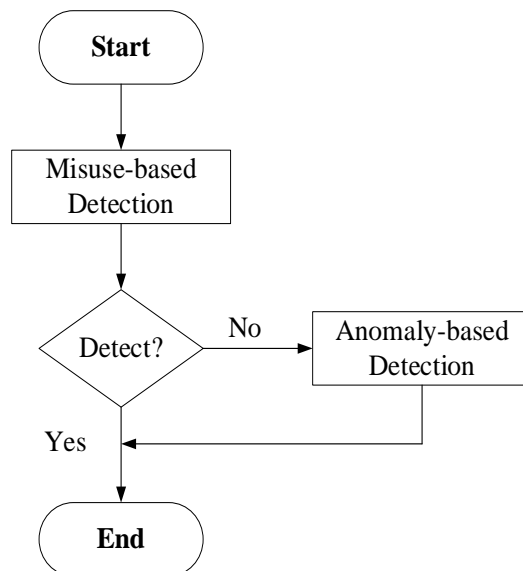 Start
Misuse-based
Detection
Detect?
No
Anomaly-based
Detection
Yes
End